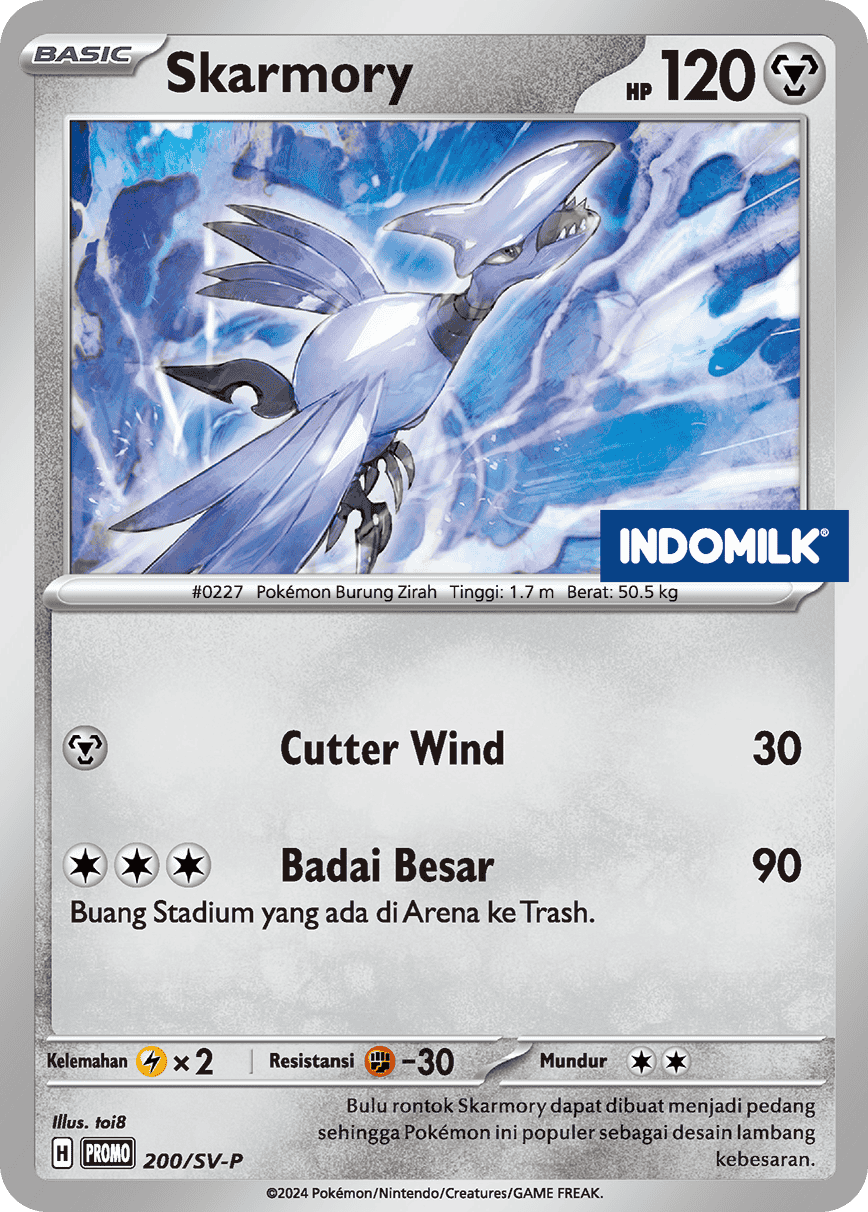 BASIC
Skarmory
HP 120
INDOMILK®
#0227 Pokémon Burung Zirah Tinggi: 1.7 m Berat: 50.5 kg
Cutter Wind 30
Badai Besar 90
Buang Stadium yang ada di Arena ke Trash.
Kelemahan ×2 Resistansi -30 Mundur
Illus. toi8
Bulu rontok Skarmory dapat dibuat menjadi pedang
sehingga Pokémon ini populer sebagai desain lambang
kebesaran.
H PROMO 200/SV-P
©2024 Pokémon/Nintendo/Creatures/GAME FREAK.